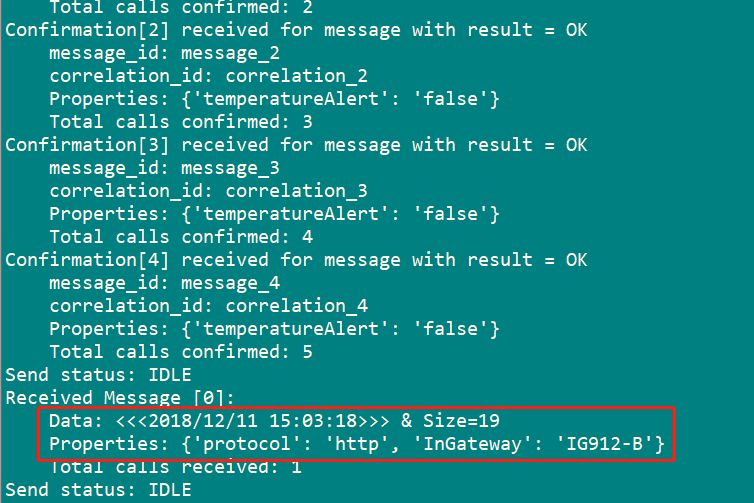 Total calls confirmed: 2
Confirmation[2] received for message with result = OK
message_id: message_2
correlation_id: correlation_2
Properties: {'temperatureAlert': 'false'}
Total calls confirmed: 3
Confirmation[3] received for message with result = OK
message_id: message_3
correlation_id: correlation_3
Properties: {'temperatureAlert': 'false'}
Total calls confirmed: 4
Confirmation[4] received for message with result = OK
message_id: message_4
correlation_id: correlation_4
Properties: {'temperatureAlert': 'false'}
Total calls confirmed: 5
Send status: IDLE
Received Message [0]:
Data: <<<2018/12/11 15:03:18>>> & Size=19
Properties: {'protocol': 'http', 'InGateway': 'IG912-B'}
Total calls received: 1
Send status: IDLE